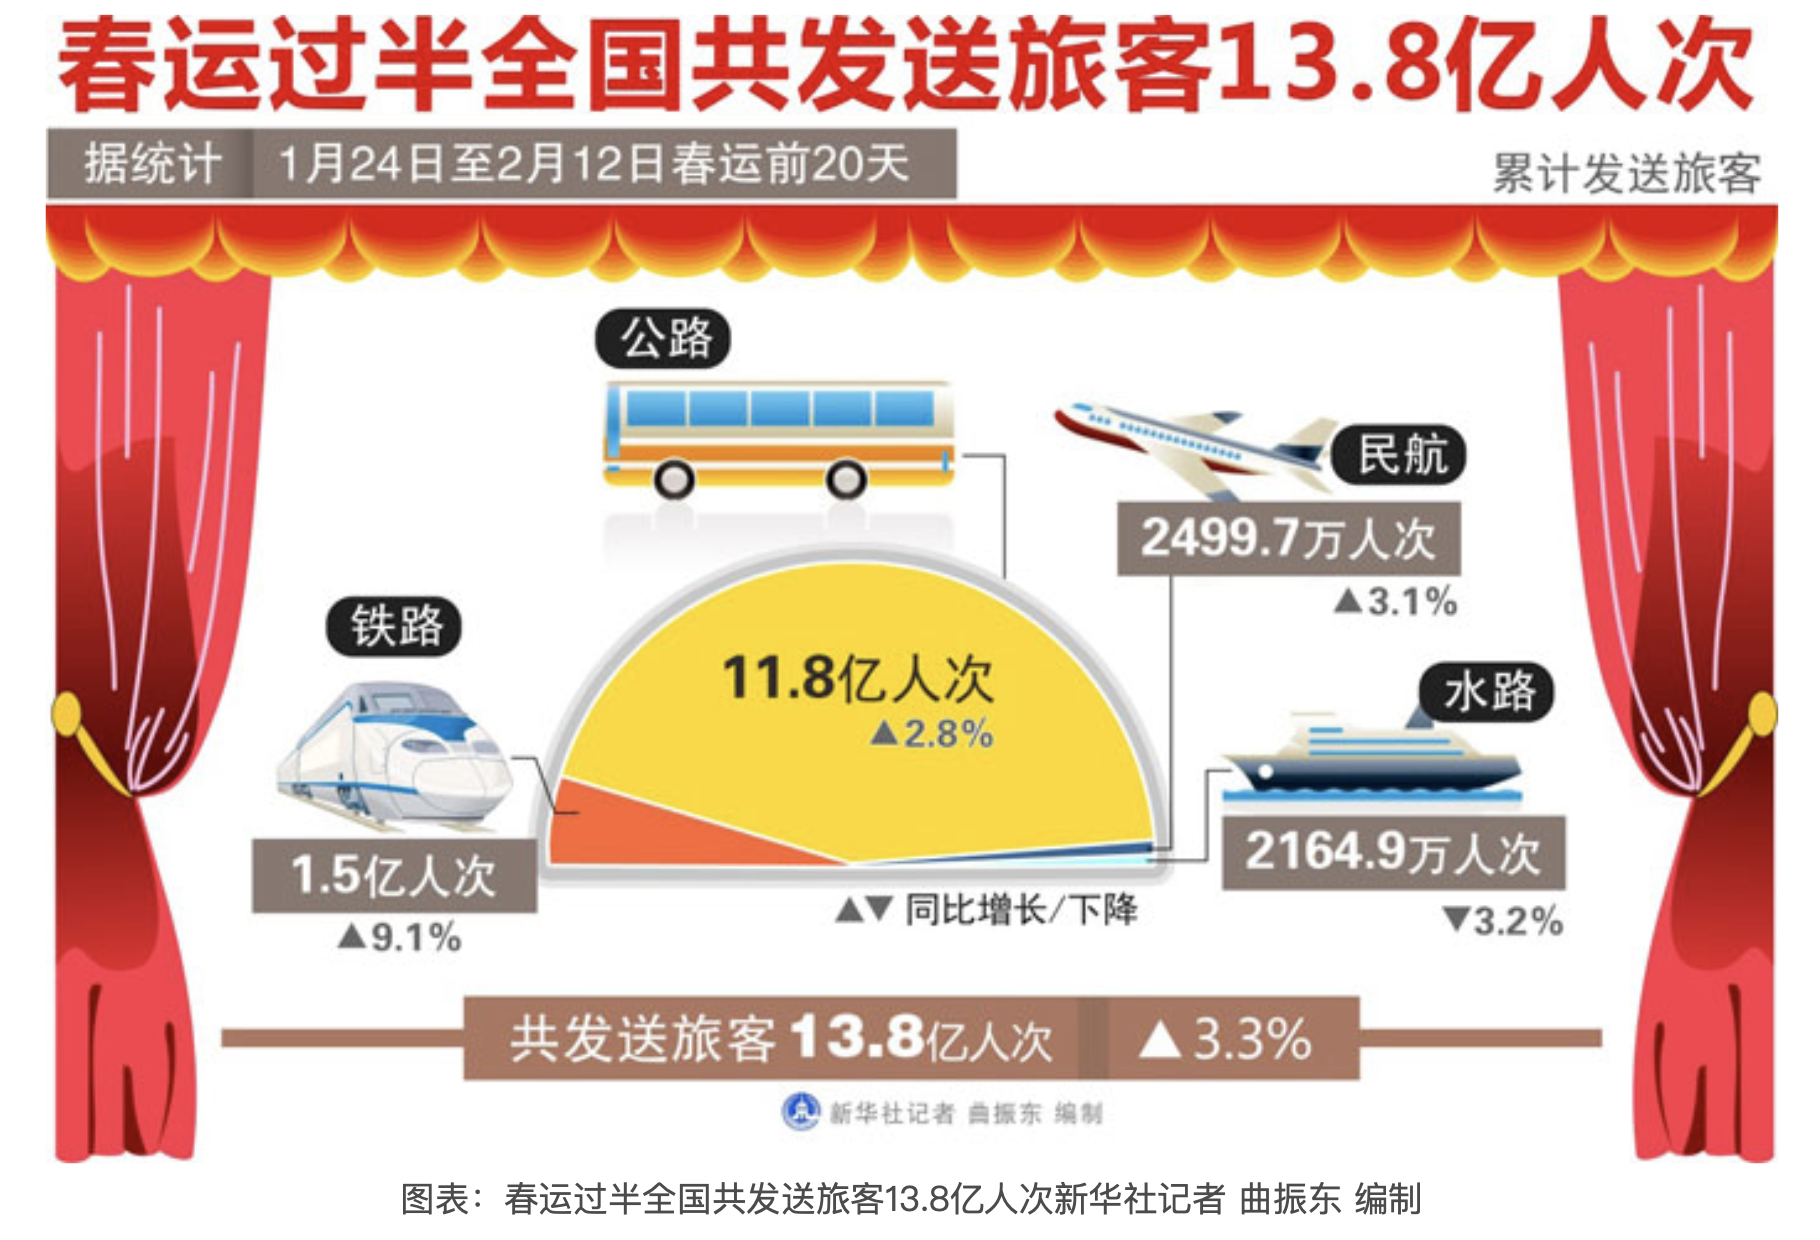 春运过半全国共发送旅客13.8亿人次
据统计 1月24日至2月12日春运前20天
累计发送旅客
公路
民航
2499.7万人次
▲3.1%
铁路
11.8亿人次
▲2.8%
水路
1.5亿人次
▲9.1%
2164.9万人次
▼3.2%
▲▼ 同比增长/下降
共发送旅客13.8亿人次 ▲3.3%
新华社记者 曲振东 编制
图表：春运过半全国共发送旅客13.8亿人次新华社记者 曲振东 编制